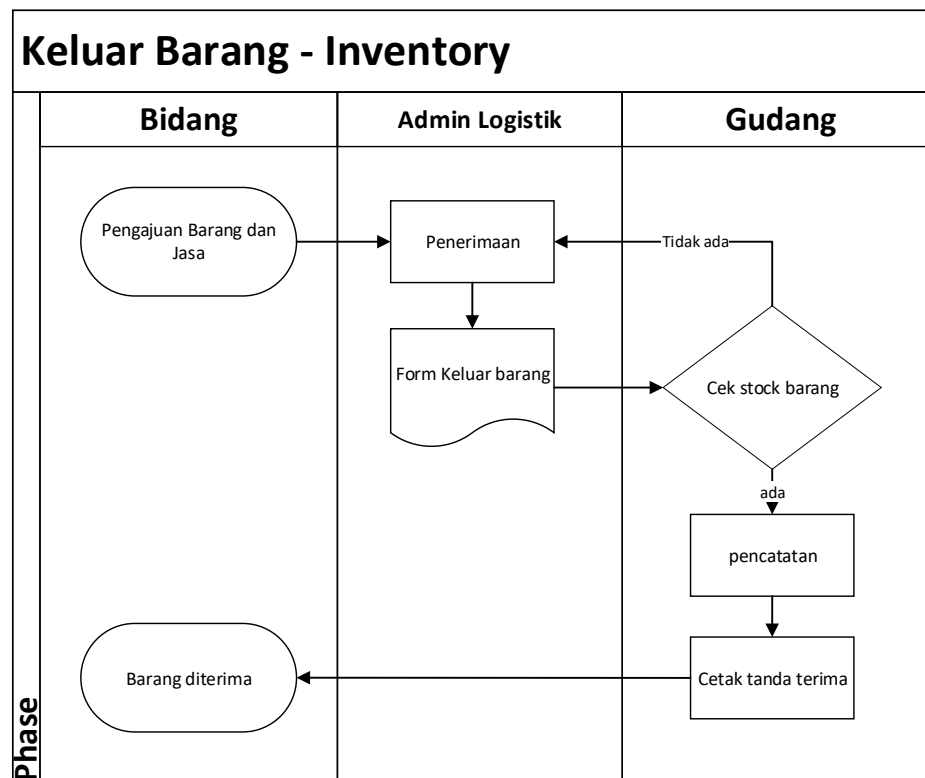 Keluar Barang - Inventory
Bidang
Admin Logistik
Gudang
Pengajuan Barang dan
Jasa
Penerimaan
Tidak ada
Form Keluar barang
Cek stock barang
ada
pencatatan
Barang diterima
Cetak tanda terima
Phase